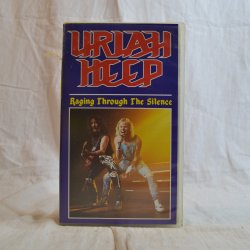 URIAH
HEEP
Raging Through The Silence